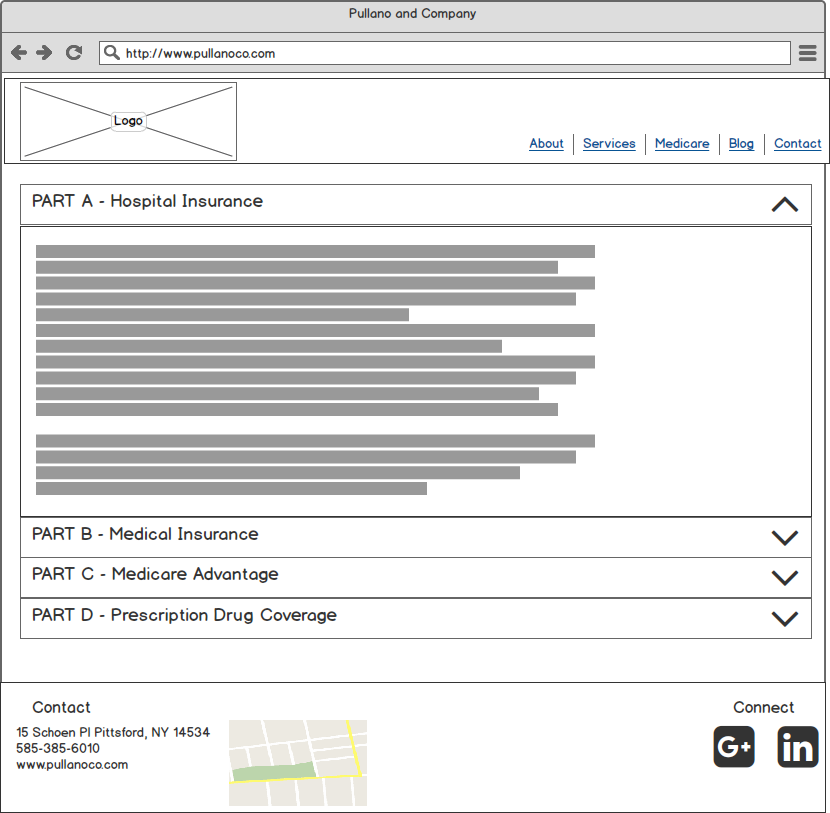 Pullano and Company
http://www.pullanoco.com
Logo
About Services Medicare Blog Contact
PART A - Hospital Insurance
PART B - Medical Insurance
PART C - Medicare Advantage
PART D - Prescription Drug Coverage
Contact
15 Schoen Pl Pittsford, NY 14534
585-385-6010
www.pullanoco.com
Connect
G+ in